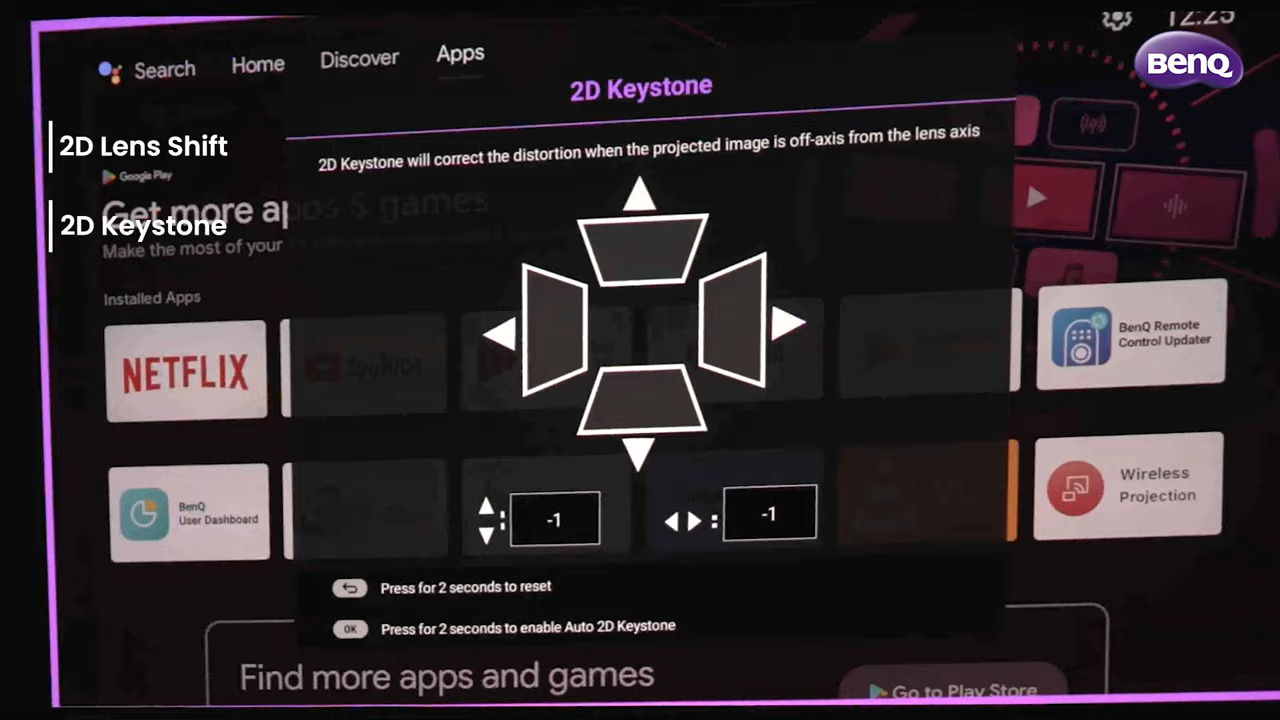 12:25
BenQ
Search Home Discover Apps
2D Keystone
2D Lens Shift
2D Keystone will correct the distortion when the projected image is off-axis from the lens axis
Google Play
Get more apps & games
2D Keystone
Make the most of your
Installed Apps
NETFLIX
BenQ Remote
Control Updater
BenQ
User Dashboard
Wireless
Projection
: -1
: -1
Press for 2 seconds to reset
OK Press for 2 seconds to enable Auto 2D Keystone
Find more apps and games
Go to Play Store